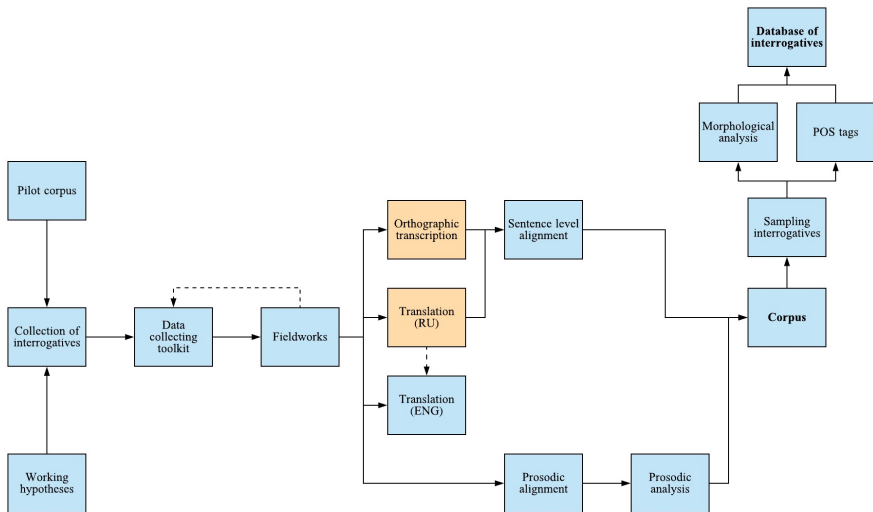 Database of
interrogatives
Morphological
analysis
POS tags
Pilot corpus
Orthographic
transcription
Sentence level
alignment
Sampling
interrogatives
Collection of
interrogatives
Data
collecting
toolkit
Fieldworks
Translation
(RU)
Corpus
Translation
(ENG)
Working
hypotheses
Prosodic
alignment
Prosodic
analysis